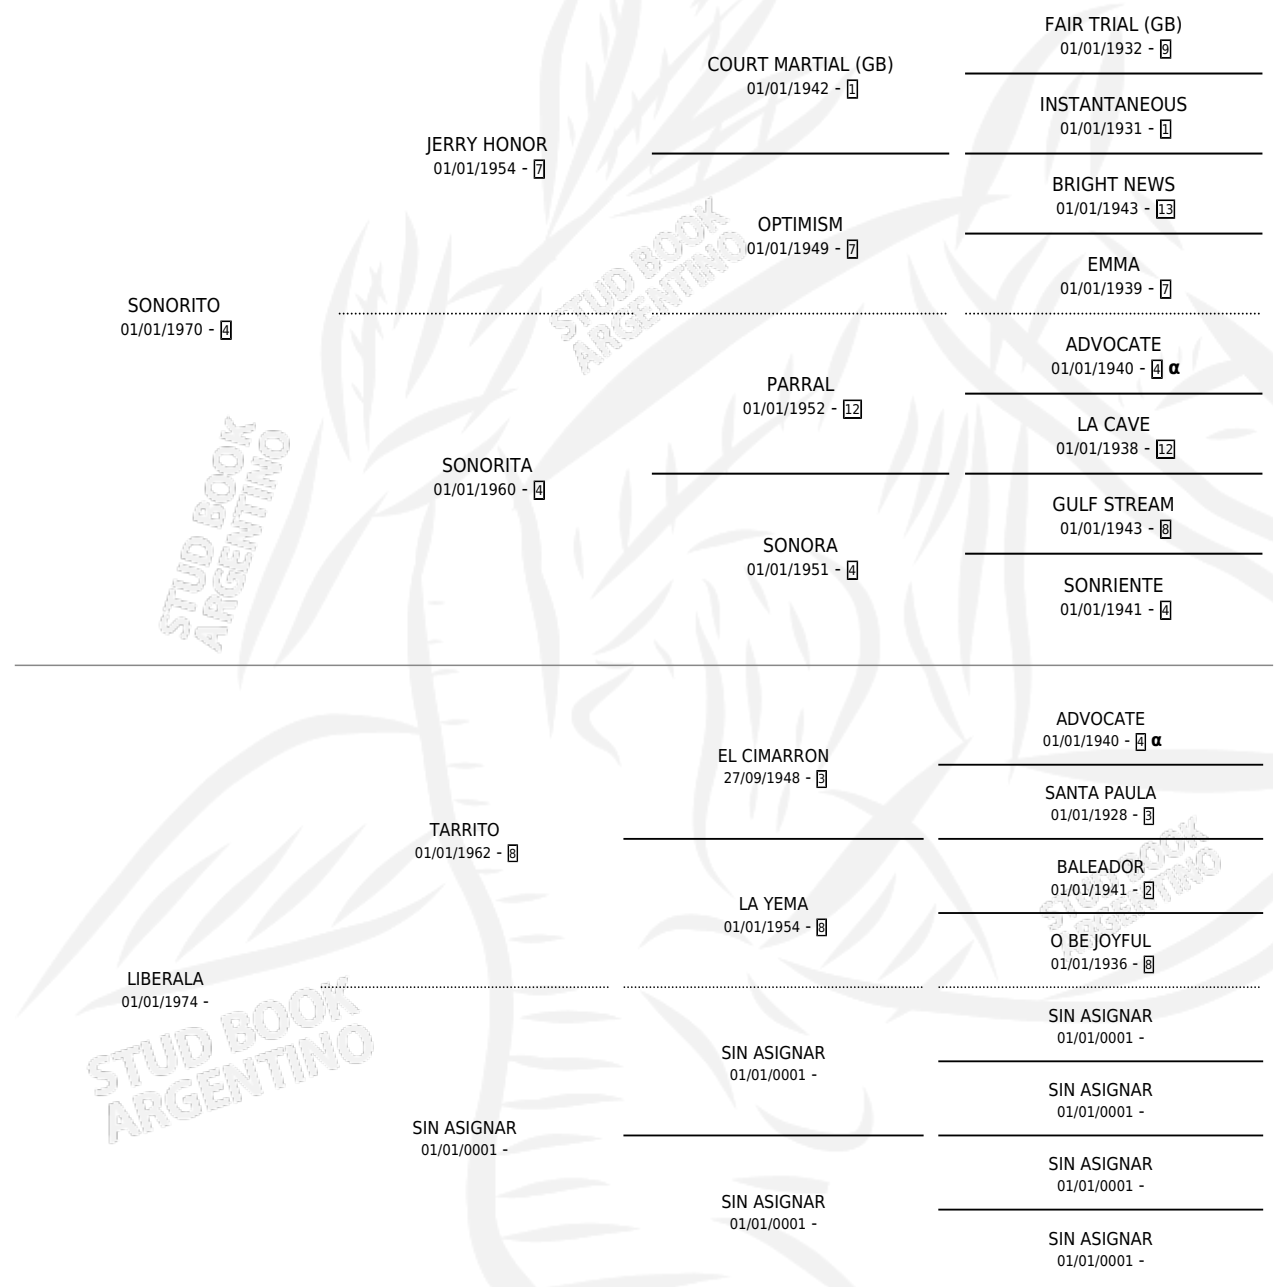 FAIR TRIAL (GB)
01/01/1932 - 9
COURT MARTIAL (GB)
01/01/1942 - 1
INSTANTANEOUS
01/01/1931 - 1
JERRY HONOR
01/01/1954 - 7
BRIGHT NEWS
01/01/1943 - 13
OPTIMISM
01/01/1949 - 7
EMMA
01/01/1939 - 7
SONORITO
01/01/1970 - 4
ADVOCATE
01/01/1940 - 4 α
PARRAL
01/01/1952 - 12
LA CAVE
01/01/1938 - 12
SONORITA
01/01/1960 - 4
GULF STREAM
01/01/1943 - 8
SONORA
01/01/1951 - 4
SONRIENTE
01/01/1941 - 4
STUD BOOK
ARGENTINO
STUD BOOK
ARGENTINO
ADVOCATE
01/01/1940 - 4 α
EL CIMARRON
27/09/1948 - 3
SANTA PAULA
01/01/1928 - 3
TARRITO
01/01/1962 - 8
BALEADOR
01/01/1941 - 2
LA YEMA
01/01/1954 - 8
O BE JOYFUL
01/01/1936 - 8
LIBERALA
01/01/1974 -
SIN ASIGNAR
01/01/0001 -
SIN ASIGNAR
01/01/0001 -
SIN ASIGNAR
01/01/0001 -
SIN ASIGNAR
01/01/0001 -
SIN ASIGNAR
01/01/0001 -
SIN ASIGNAR
01/01/0001 -
SIN ASIGNAR
01/01/0001 -
STUD BOOK
ARGENTINO
STUD BOOK
ARGENTINO